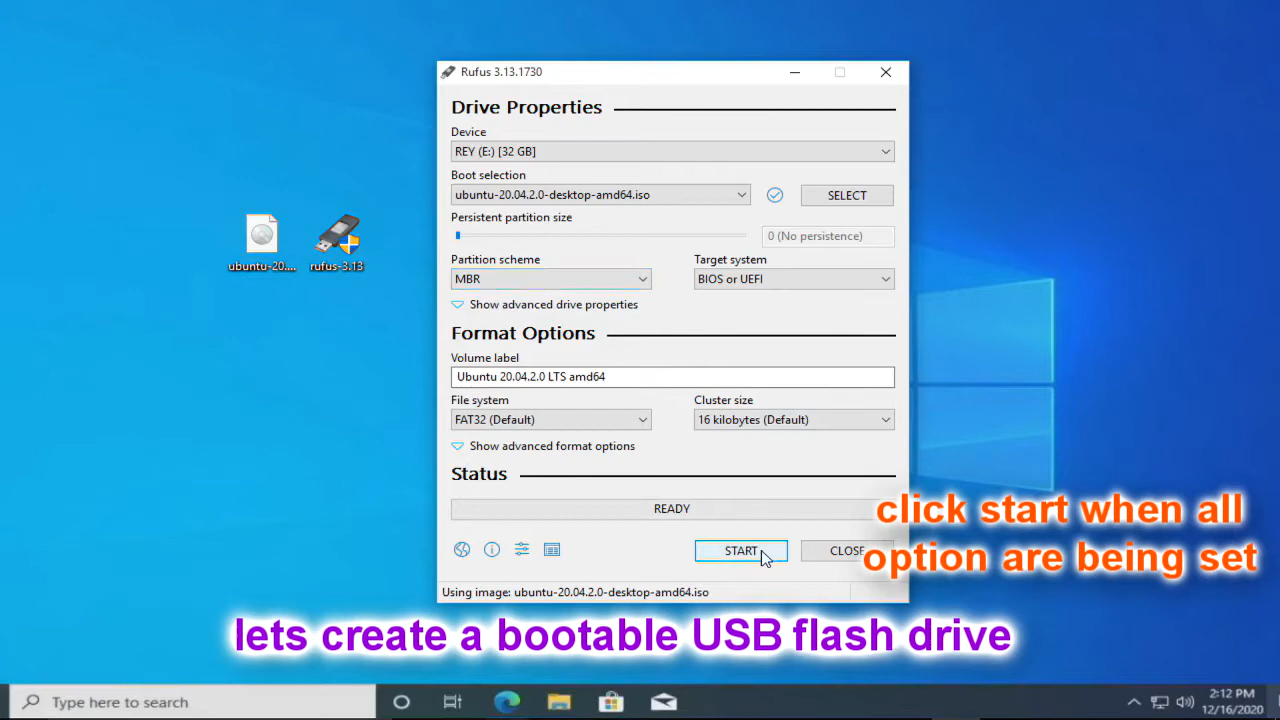 Rufus 3.13.1730
Drive Properties
Device
REY (E:) [32 GB]
Boot selection
ubuntu-20.04.2.0-desktop-amd64.iso
SELECT
Persistent partition size
0 (No persistence)
Partition scheme
Target system
MBR
BIOS or UEFI
Show advanced drive properties
Format Options
Volume label
Ubuntu 20.04.2.0 LTS amd64
File system
Cluster size
FAT32 (Default)
16 kilobytes (Default)
Show advanced format options
Status
READY
START
CLOSE
Using image: ubuntu-20.04.2.0-desktop-amd64.iso
ubuntu-20....
rufus-3.13
click start when all
option are being set
lets create a bootable USB flash drive
Type here to search
2:12 PM
12/16/2020